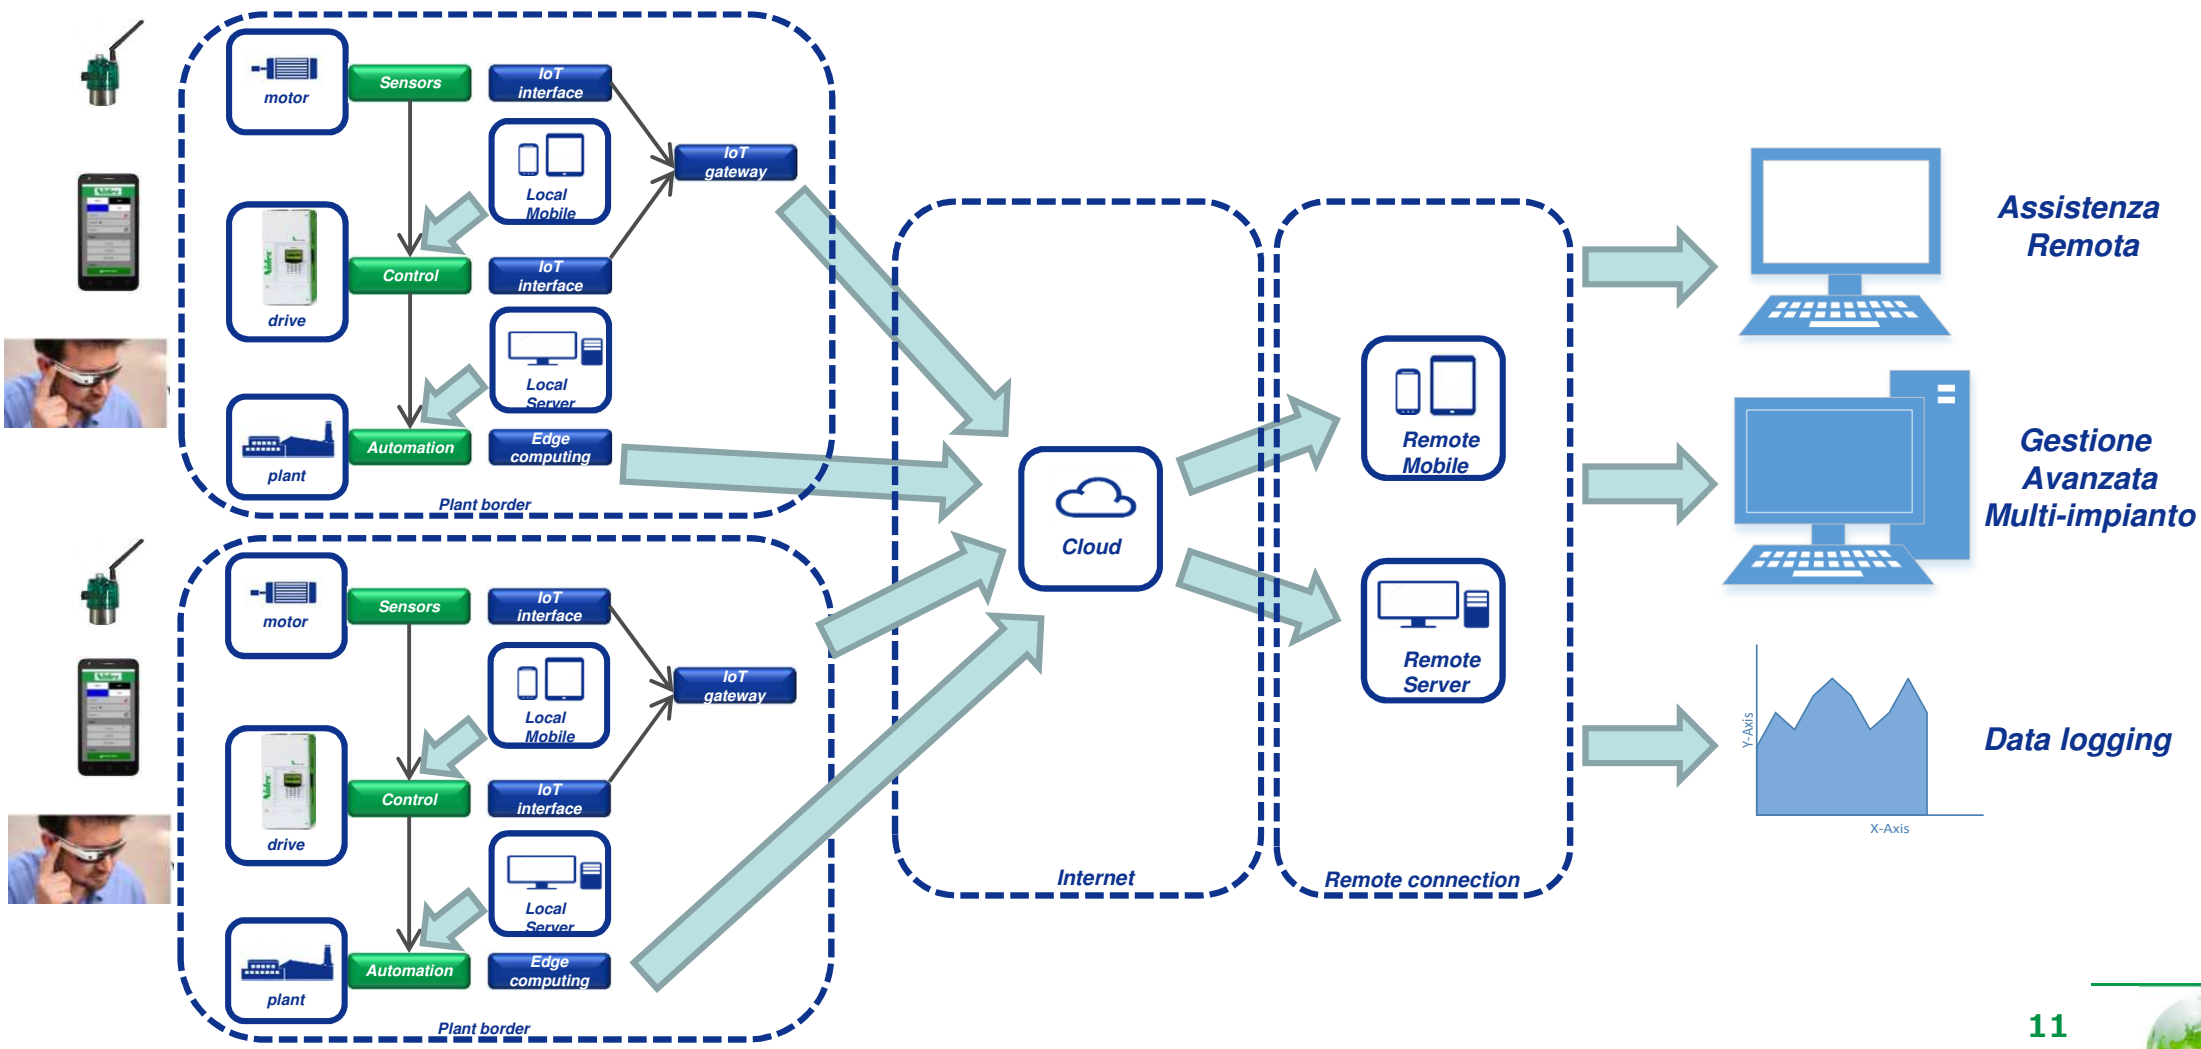 motor
Sensors
IoT
interface
Local
Mobile
IoT
gateway
Nidec
drive
Control
IoT
interface
Local
Server
plant
Automation
Edge
computing
Plant border
motor
Sensors
IoT
interface
Local
Mobile
IoT
gateway
Nidec
drive
Control
IoT
interface
Local
Server
plant
Automation
Edge
computing
Plant border
Cloud
Internet
Remote
Mobile
Remote
Server
Remote connection
Assistenza
Remota
Gestione
Avanzata
Multi-impianto
Y-Axis
X-Axis
Data logging
11